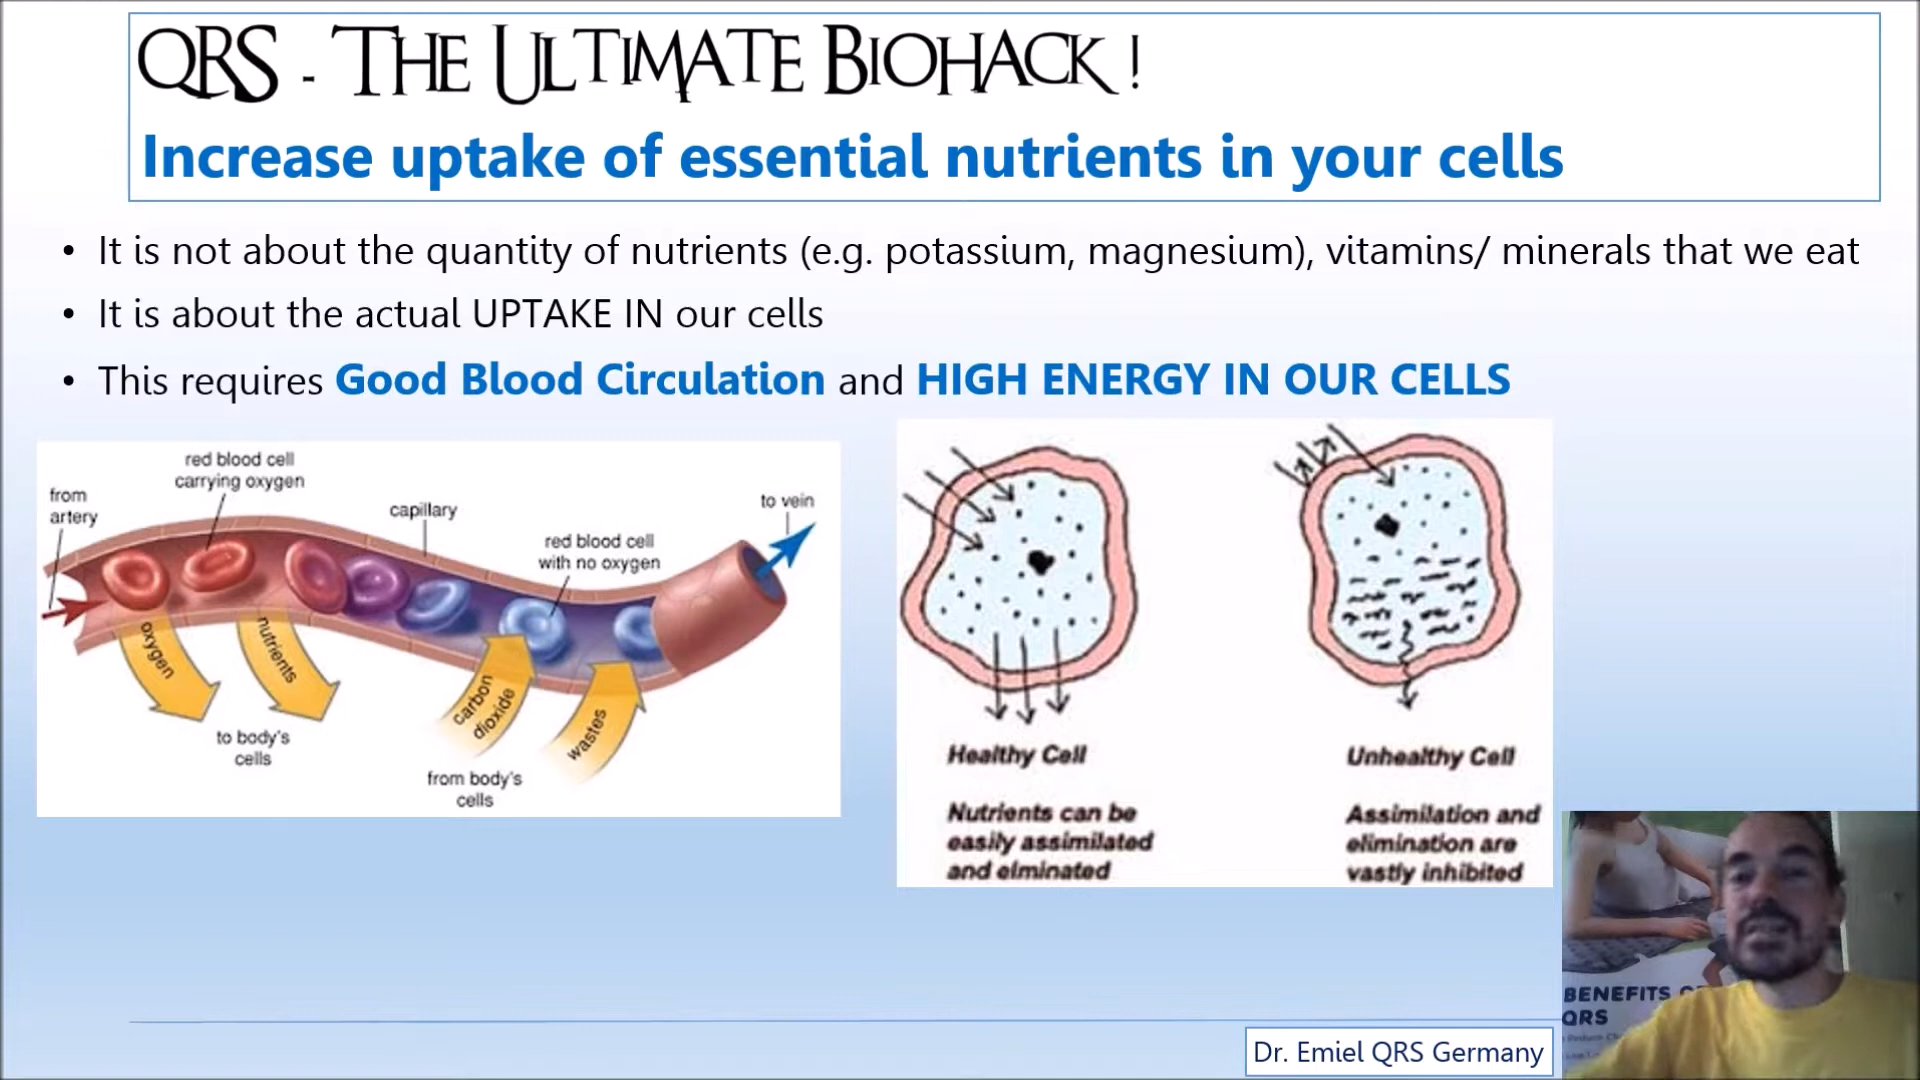 QRS - THE ULTIMATE BIOHACK !
Increase uptake of essential nutrients in your cells
• It is not about the quantity of nutrients (e.g. potassium, magnesium), vitamins/ minerals that we eat
• It is about the actual UPTAKE IN our cells
• This requires Good Blood Circulation and HIGH ENERGY IN OUR CELLS
from
artery
red blood cell
carrying oxygen
capillary
red blood cell
with no oxygen
to vein
oxygen
nutrients
carbon
dioxide
wastes
to body's
cells
from body's
cells
Healthy Cell
Nutrients can be
easily assimilated
and elminated
Unhealthy Cell
Assimilation and
elimination are
vastly inhibited
BENEFITS
QRS
Dr. Emiel QRS Germany